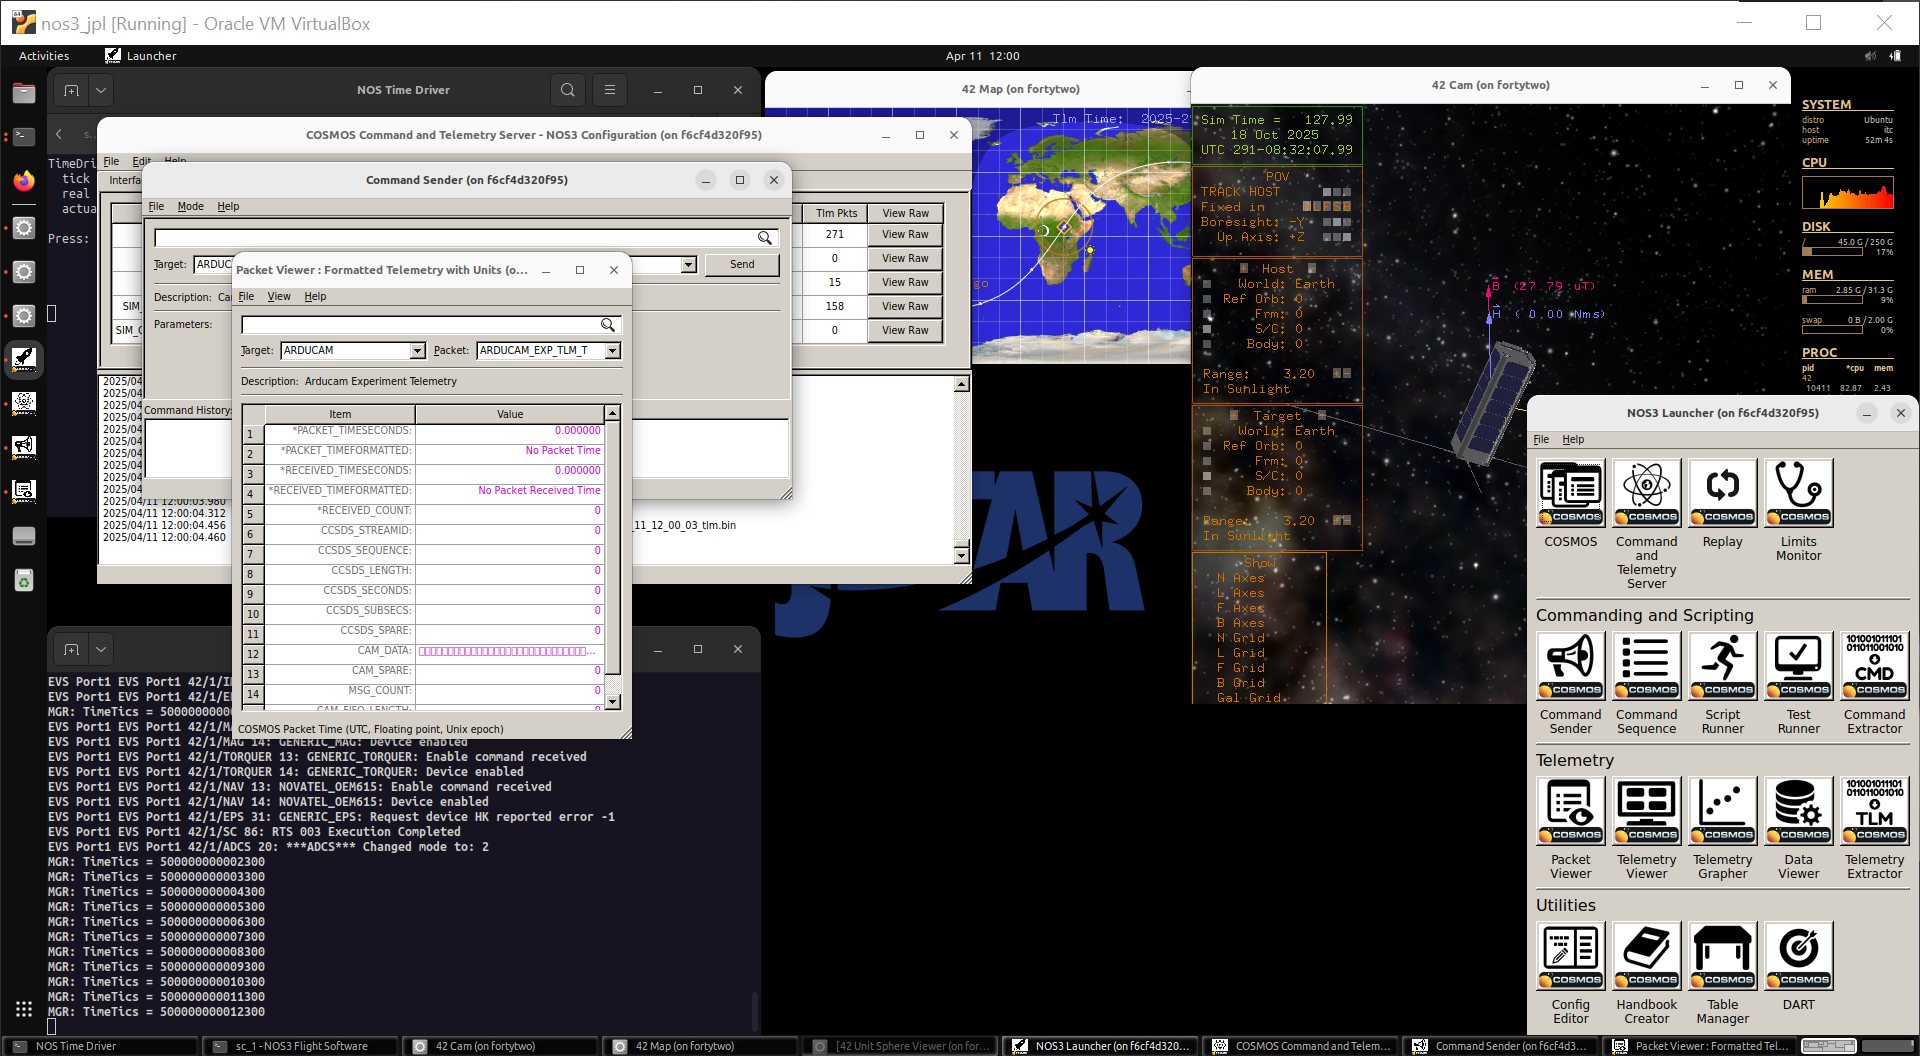 nos3_jpl [Running] - Oracle VM VirtualBox
Activities
Launcher
Apr 11 12:00
NOS Time Driver
TimeDri
tick
real
actua
Press:
COSMOS Command and Telemetry Server - NOS3 Configuration (on f6cf4d320f95)
File Edit Help
Interfa
Tlm Pkts View Raw
271 View Raw
0 View Raw
15 View Raw
SIM_ 158 View Raw
SIM_C 0 View Raw
2025/04
2025/04
2025/04
2025/04
2025/04
2025/04
2025/04
2025/04
2025/04
2025/04
2025/04/11 12:00:03.980
2025/04/11 12:00:04.312
2025/04/11 12:00:04.456 _11_12_00_03_tlm.bin
2025/04/11 12:00:04.460
Command Sender (on f6cf4d320f95)
File Mode Help
Target: ARDUC
Send
Description: Ca
Parameters:
Command History:
Packet Viewer : Formatted Telemetry with Units (o...
File View Help
Target: ARDUCAM Packet: ARDUCAM_EXP_TLM_T
Description: Arducam Experiment Telemetry
Item Value
1 *PACKET_TIMESECONDS: 0.000000
2 *PACKET_TIMEFORMATTED: No Packet Time
3 *RECEIVED_TIMESECONDS: 0.000000
4 *RECEIVED_TIMEFORMATTED: No Packet Received Time
5 *RECEIVED_COUNT: 0
6 CCSDS_STREAMID: 0
7 CCSDS_SEQUENCE: 0
8 CCSDS_LENGTH: 0
9 CCSDS_SECONDS: 0
10 CCSDS_SUBSECS: 0
11 CCSDS_SPARE: 0
12 CAM_DATA: ...
13 CAM_SPARE: 0
14 MSG_COUNT: 0
CAM_FIFO_LENGTH: 0
COSMOS Packet Time (UTC, Floating point, Unix epoch)
EVS Port1 EVS Port1 42/1/I
EVS Port1 EVS Port1 42/1/E
MGR: TimeTics = 5000000000
EVS Port1 EVS Port1 42/1/MA
EVS Port1 EVS Port1 42/1/MAG 14: GENERIC_MAG: Device enabled
EVS Port1 EVS Port1 42/1/TORQUER 13: GENERIC_TORQUER: Enable command received
EVS Port1 EVS Port1 42/1/TORQUER 14: GENERIC_TORQUER: Device enabled
EVS Port1 EVS Port1 42/1/NAV 13: NOVATEL_OEM615: Enable command received
EVS Port1 EVS Port1 42/1/NAV 14: NOVATEL_OEM615: Device enabled
EVS Port1 EVS Port1 42/1/EPS 31: GENERIC_EPS: Request device HK reported error -1
EVS Port1 EVS Port1 42/1/SC 86: RTS 003 Execution Completed
EVS Port1 EVS Port1 42/1/ADCS 20: ***ADCS*** Changed mode to: 2
MGR: TimeTics = 500000000002300
MGR: TimeTics = 500000000003300
MGR: TimeTics = 500000000004300
MGR: TimeTics = 500000000005300
MGR: TimeTics = 500000000006300
MGR: TimeTics = 500000000007300
MGR: TimeTics = 500000000008300
MGR: TimeTics = 500000000009300
MGR: TimeTics = 500000000010300
MGR: TimeTics = 500000000011300
MGR: TimeTics = 500000000012300
42 Map (on fortytwo)
Tlm Time: 2025-2
go
42 Cam (on fortytwo)
Sim Time = 127.99
18 Oct 2025
UTC 291-08:32:07.99
POV
TRACK HOST
Fixed in
Boresight: -Y
Up Axis: +Z
Host
World: Earth
Ref Orb: 0
Frm: 0
S/C: 0
Body: 0
Range: 3.20
In Sunlight
Target
World: Earth
Ref Orb: 0
Frm: 0
S/C: 0
Body: 0
Range: 3.20
In Sunlight
Show
N Axes
L Axes
F Axes
B Axes
N Grid
L Grid
F Grid
B Grid
Gal Grid
B (27.79 uT)
H ( 0.00 Nms)
SYSTEM
distro Ubuntu
host itc
uptime 52m 4s
CPU
DISK
/ 45.0 G / 250 G
17%
MEM
ram 2.85 G / 31.3 G
9%
swap 0 B / 2.00 G
0%
PROC
pid *cpu mem
42
10411 82.87 2.43
NOS3 Launcher (on f6cf4d320f95)
File Help
COSMOS COSMOS COSMOS COSMOS
COSMOS
Command and Telemetry Server
Replay
Limits Monitor
Commanding and Scripting
Command Sender
Command Sequence
Script Runner
Test Runner
Command Extractor
Telemetry
Packet Viewer
Telemetry Viewer
Telemetry Grapher
Data Viewer
Telemetry Extractor
Utilities
Config Editor
Handbook Creator
Table Manager
DART
NOS Time Driver
sc_1 - NOS3 Flight Software
42 Cam (on fortytwo)
42 Map (on fortytwo)
[42 Unit Sphere Viewer (on for...
NOS3 Launcher (on f6cf4d320...
COSMOS Command and Telem...
Command Sender (on f6cf4d3...
Packet Viewer : Formatted Tel...